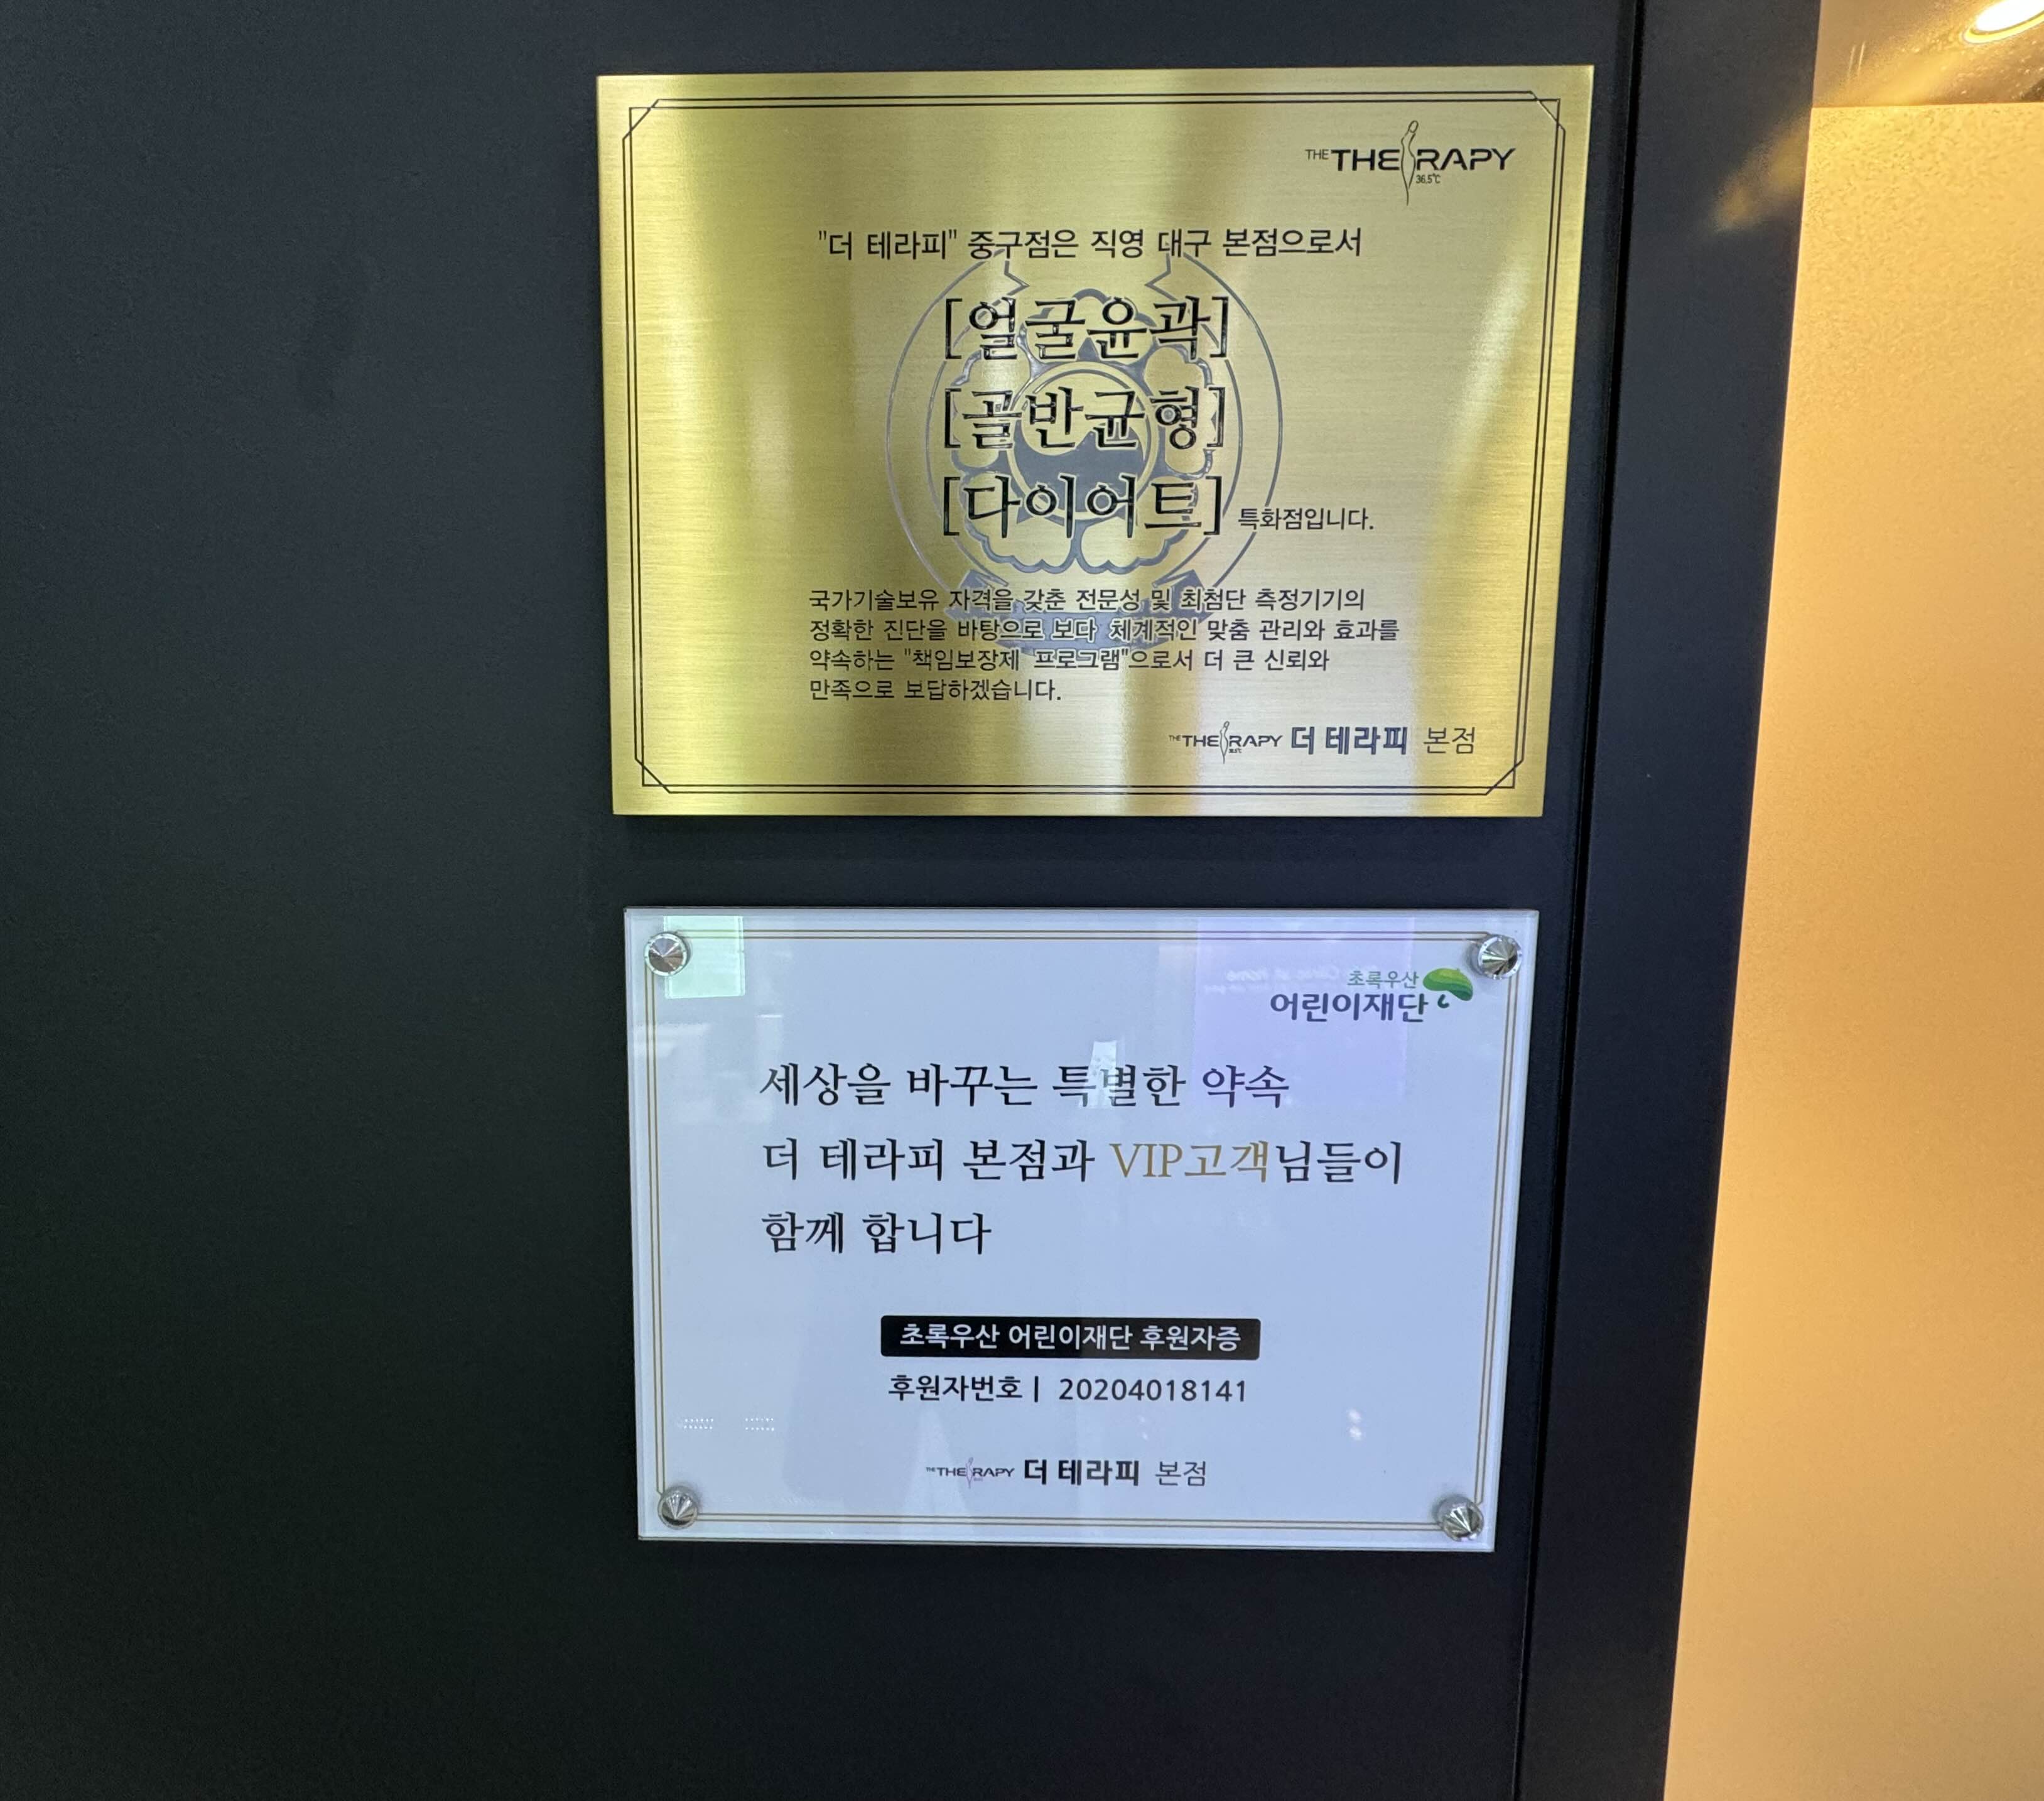 THE THERAPY
36.5℃
"더 테라피" 중구점은 직영 대구 본점으로서
[얼굴윤곽]
[골반균형]
[다이어트] 특화점입니다.
국가기술보유 자격을 갖춘 전문성 및 최첨단 측정기기의
정확한 진단을 바탕으로 보다 체계적인 맞춤 관리와 효과를
약속하는 "책임보장제 프로그램"으로서 더 큰 신뢰와
만족으로 보답하겠습니다.
THE THERAPY 더 테라피 본점
초록우산
어린이재단
세상을 바꾸는 특별한 약속
더 테라피 본점과 VIP고객님들이
함께 합니다
초록우산 어린이재단 후원자증
후원자번호 | 20204018141
THE THERAPY 더 테라피 본점